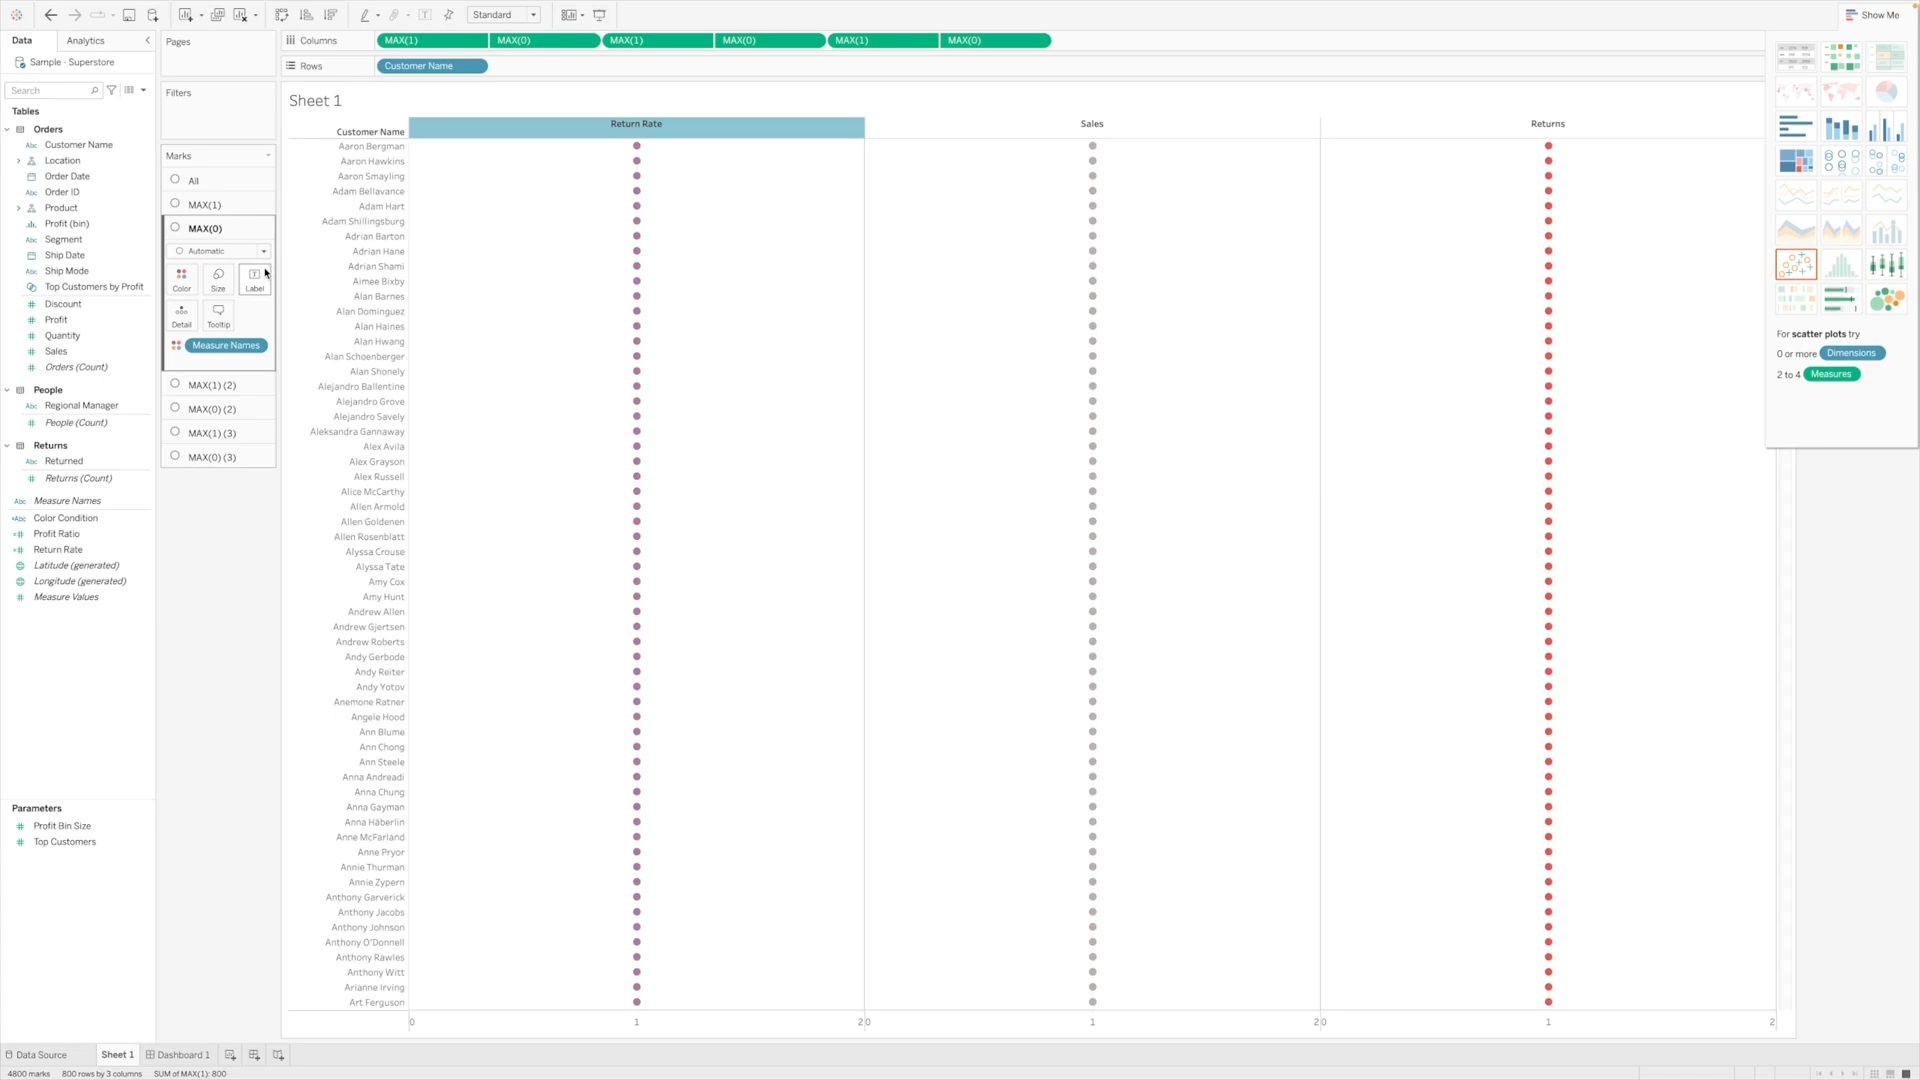 Standard
Show Me
Data
Analytics
Sample - Superstore
Search
Tables
Orders
Abc Customer Name
Location
Order Date
Abc Order ID
Product
Profit (bin)
Abc Segment
Ship Date
Abc Ship Mode
Top Customers by Profit
Discount
Profit
Quantity
Sales
Orders (Count)
People
Abc Regional Manager
People (Count)
Returns
Abc Returned
Returns (Count)
Abc Measure Names
Abc Color Condition
Profit Ratio
Return Rate
Latitude (generated)
Longitude (generated)
Measure Values
Parameters
Profit Bin Size
Top Customers
Pages
Filters
Marks
All
MAX(1)
MAX(0)
Automatic
Color Size Label
Detail Tooltip
Measure Names
MAX(1) (2)
MAX(0) (2)
MAX(1) (3)
MAX(0) (3)
Columns MAX(1) MAX(0) MAX(1) MAX(0) MAX(1) MAX(0)
Rows Customer Name
Sheet 1
Customer Name Return Rate Sales Returns
Aaron Bergman
Aaron Hawkins
Aaron Smayling
Adam Bellavance
Adam Hart
Adam Shillingsburg
Adrian Barton
Adrian Hane
Adrian Shami
Aimee Bixby
Alan Barnes
Alan Dominguez
Alan Haines
Alan Hwang
Alan Schoenberger
Alan Shonely
Alejandro Ballentine
Alejandro Grove
Alejandro Savely
Aleksandra Gannaway
Alex Avila
Alex Grayson
Alex Russell
Alice McCarthy
Allen Armold
Allen Goldenen
Allen Rosenblatt
Alyssa Crouse
Alyssa Tate
Amy Cox
Amy Hunt
Andrew Allen
Andrew Gjertsen
Andrew Roberts
Andy Gerbode
Andy Reiter
Andy Yotov
Anemone Ratner
Angele Hood
Ann Blume
Ann Chong
Ann Steele
Anna Andreadi
Anna Chung
Anna Gayman
Anna Häberlin
Anne McFarland
Anne Pryor
Annie Thurman
Annie Zypern
Anthony Garverick
Anthony Jacobs
Anthony Johnson
Anthony O'Donnell
Anthony Rawles
Anthony Witt
Arianne Irving
Art Ferguson
0 1 2 0 1 2 0 1 2
For scatter plots try
0 or more Dimensions
2 to 4 Measures
Data Source
Sheet 1
Dashboard 1
4800 marks 800 rows by 3 columns SUM of MAX(1): 800